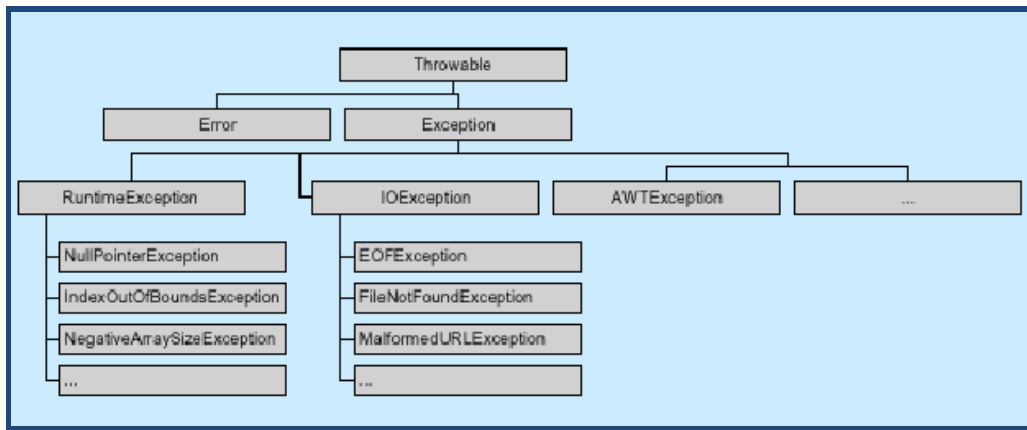 Throwable
Error
Exception
RuntimeException
IOException
AWTException
...
NullPointerException
EOFException
IndexOutOfBoundsException
FileNotFoundException
NegativeArraySizeException
MalformedURLException
...
...